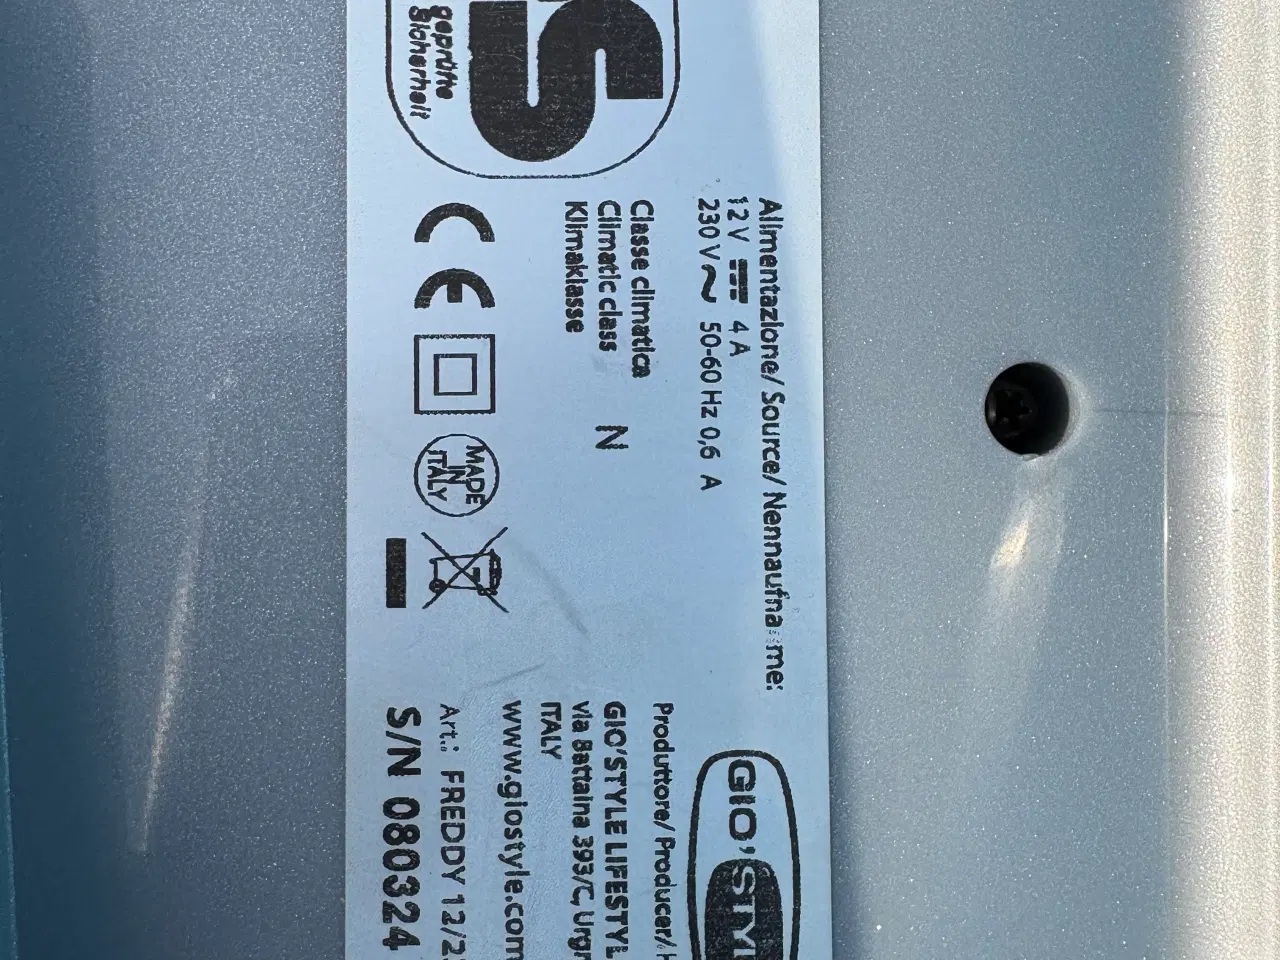 S
geprüfte
Sicherheit
Alimentazione/ Source/ Nennaufnahme:
12 V 4 A
230 V ~ 50-60 Hz 0,6 A
Classe climatica
Climatic class N
Klimaklasse
CE
MADE
IN
ITALY
GIO'STYL
Produttore/ Producer/
GIO'STYLE LIFESTYL
via Battaina 393/C,
ITALY
www.giostyle.com
Art.: FREDDY 12/2
S/N 080324